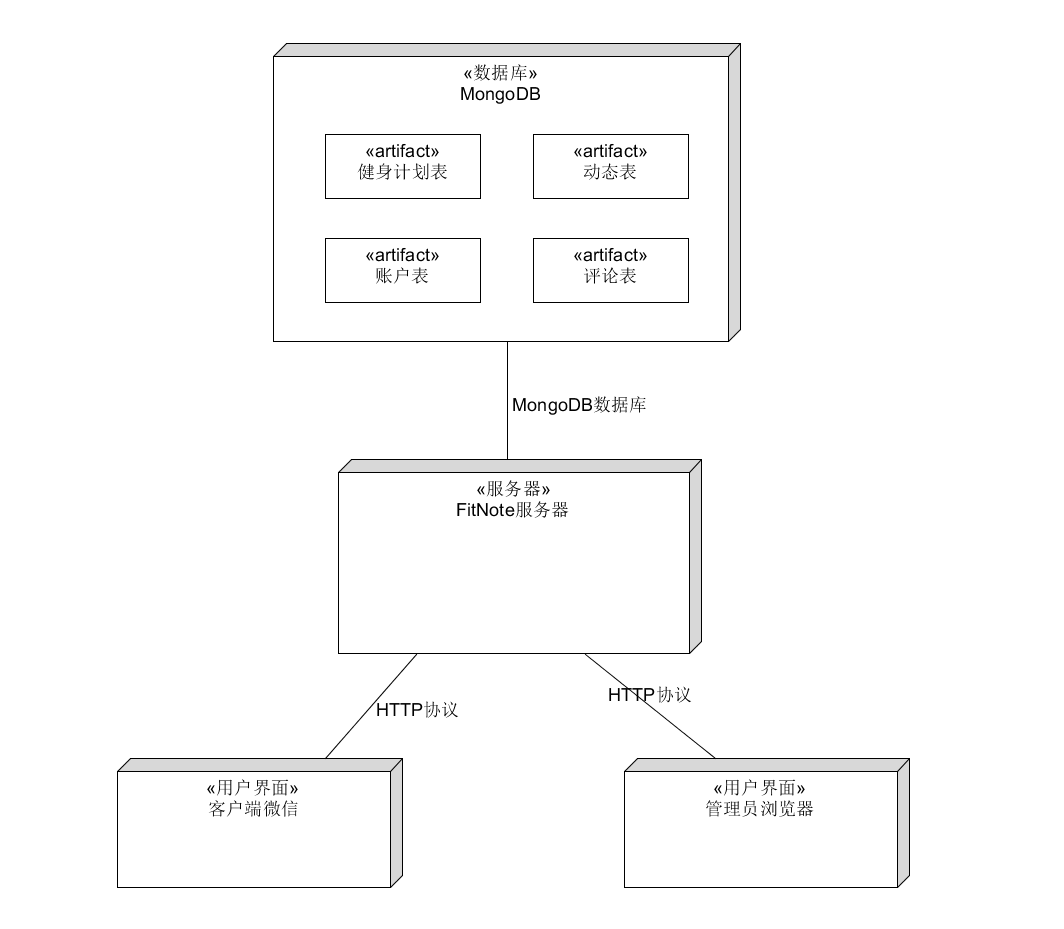 «数据库»
MongoDB
«artifact»
健身计划表
«artifact»
动态表
«artifact»
账户表
«artifact»
评论表
MongoDB数据库
«服务器»
FitNote服务器
HTTP协议
HTTP协议
«用户界面»
客户端微信
«用户界面»
管理员浏览器